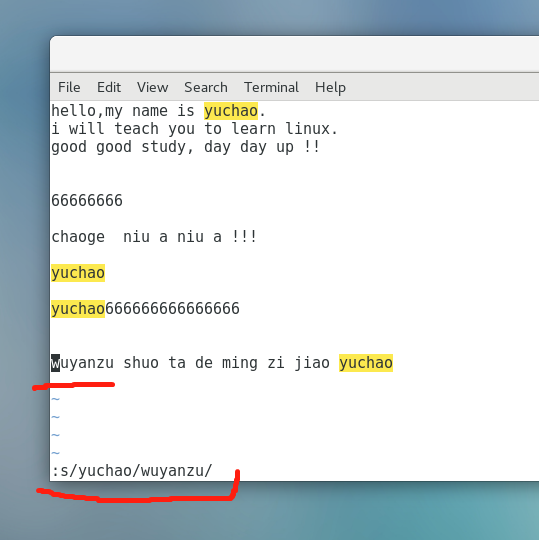 File Edit View Search Terminal Help
hello,my name is yuchao.
i will teach you to learn linux.
good good study, day day up !!
66666666
chaoge  niu a niu a !!!
yuchao
yuchao666666666666666
wuyanzu shuo ta de ming zi jiao yuchao
~
~
~
~
:s/yuchao/wuyanzu/